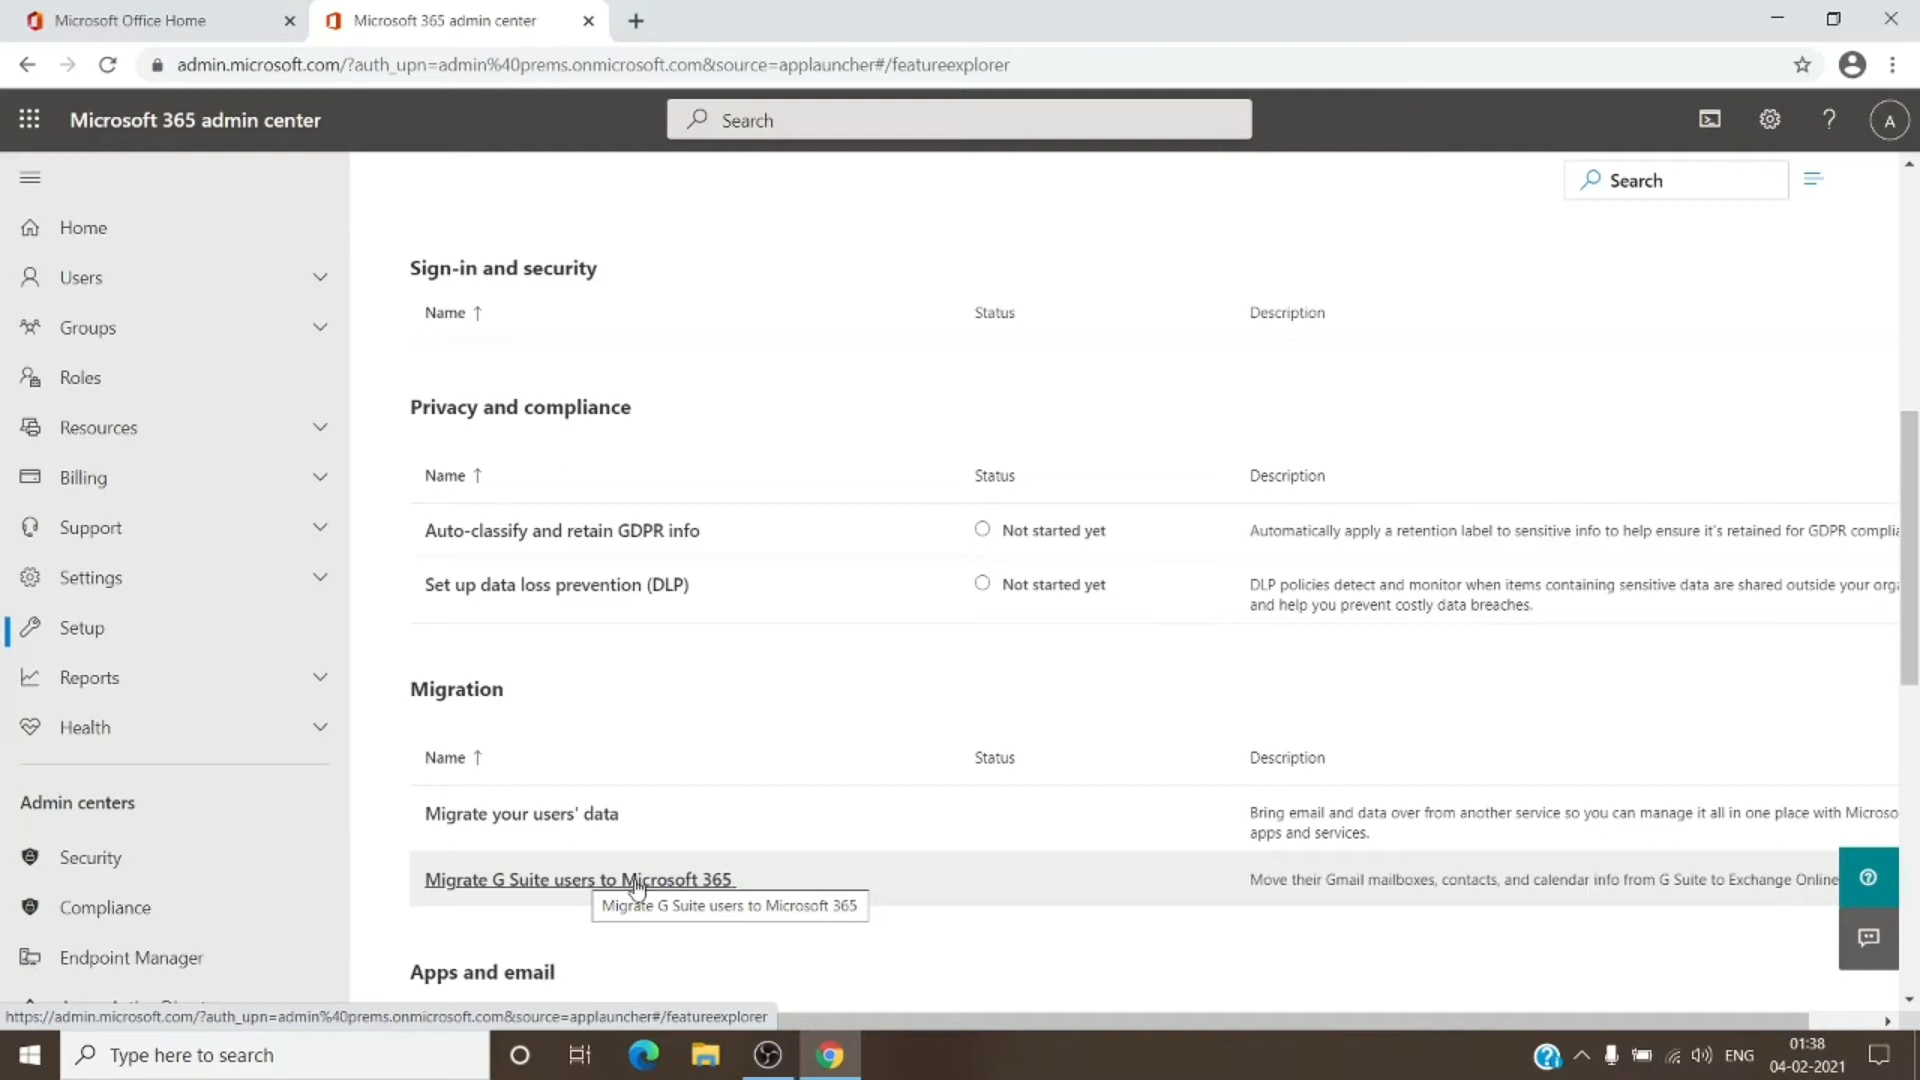 Microsoft Office Home
Microsoft 365 admin center
admin.microsoft.com/?auth_upn=admin%40prems.onmicrosoft.com&source=applauncher#/featureexplorer
Microsoft 365 admin center
Search
A
Search
Home
Users
Groups
Roles
Resources
Billing
Support
Settings
Setup
Reports
Health
Admin centers
Security
Compliance
Endpoint Manager
Sign-in and security
Name ↑ Status Description
Privacy and compliance
Name ↑ Status Description
Auto-classify and retain GDPR info Not started yet Automatically apply a retention label to sensitive info to help ensure it's retained for GDPR complia
Set up data loss prevention (DLP) Not started yet DLP policies detect and monitor when items containing sensitive data are shared outside your orga
and help you prevent costly data breaches.
Migration
Name ↑ Status Description
Migrate your users' data Bring email and data over from another service so you can manage it all in one place with Microso
apps and services.
Migrate G Suite users to Microsoft 365 Move their Gmail mailboxes, contacts, and calendar info from G Suite to Exchange Online
Migrate G Suite users to Microsoft 365
Apps and email
https://admin.microsoft.com/?auth_upn=admin%40prems.onmicrosoft.com&source=applauncher#/featureexplorer
Type here to search
ENG
01:38
04-02-2021